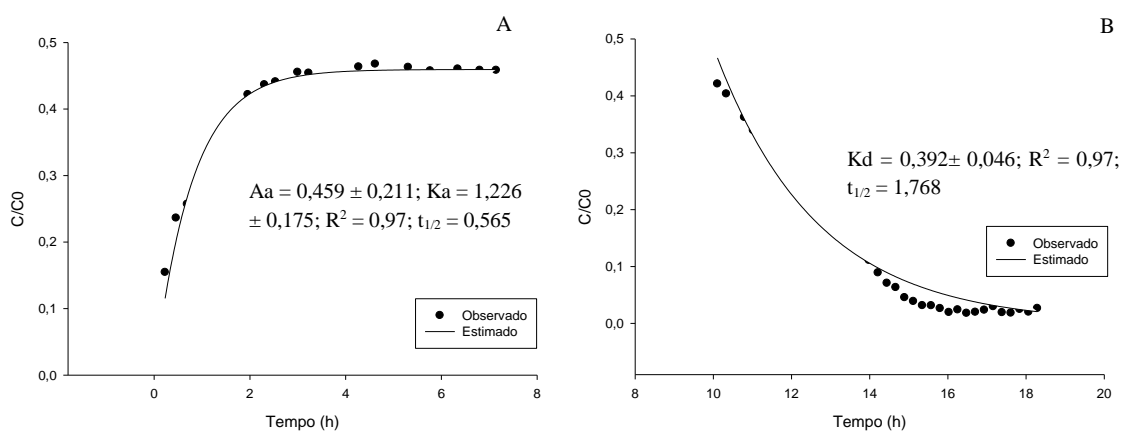 A
0,5
0,4
0,3
0,2
0,1
0,0
C/C0
Aa = 0,459 ± 0,211; Ka = 1,226
± 0,175; R² = 0,97; t₁/₂ = 0,565
Observado
Estimado
0 2 4 6 8
Tempo (h)
B
0,5
0,4
0,3
0,2
0,1
0,0
C/C0
Kd = 0,392± 0,046; R² = 0,97;
t₁/₂ = 1,768
Observado
Estimado
8 10 12 14 16 18 20
Tempo (h)